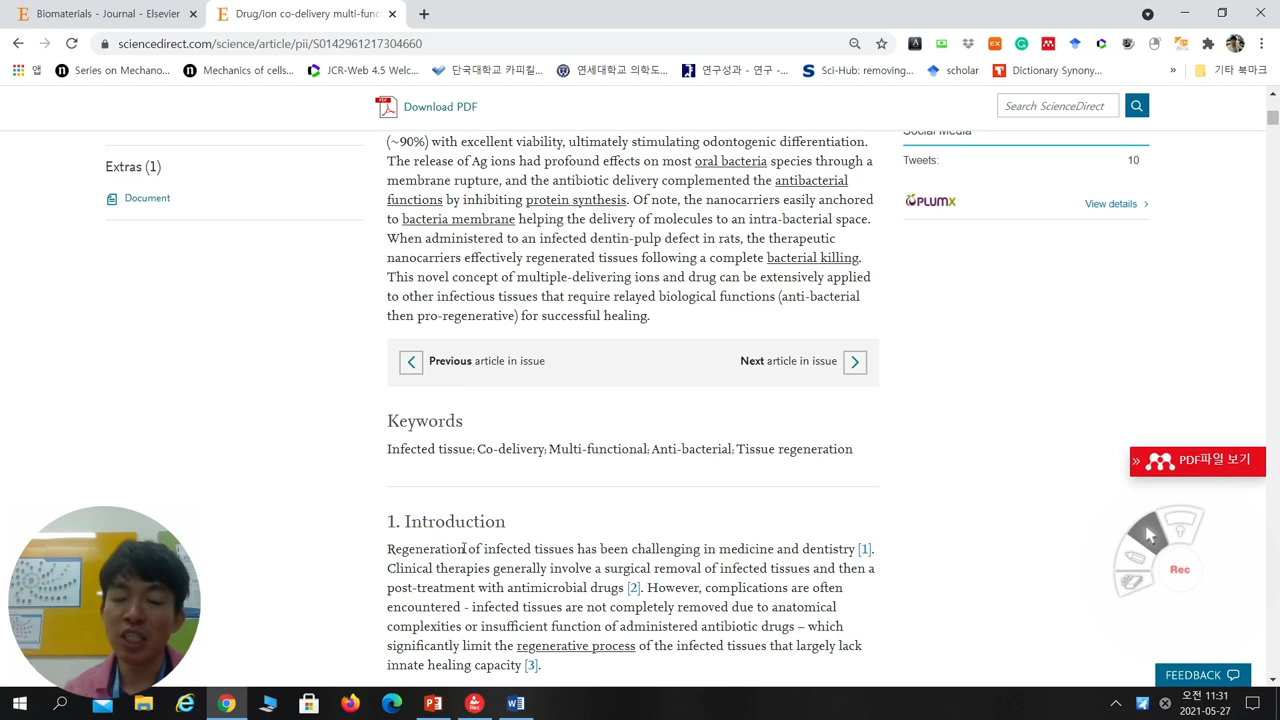 Biomaterials - Journal - Elsevier
Drug/ion co-delivery multi-func
sciencedirect.com/science/article/pii/S0142961217304660
앱
Series on Mechano...
Mechanics of cells...
JCR-Web 4.5 Welc...
단국대학교 카피킬...
연세대학교 의학도...
연구성과 - 연구 -...
Sci-Hub: removing...
scholar
Dictionary Synony...
»
기타 북마크
PDF
Download PDF
Search ScienceDirect
Social Media
Tweets:
10
PLUMX
View details
Extras (1)
Document
(~90%) with excellent viability, ultimately stimulating odontogenic differentiation.
The release of Ag ions had profound effects on most oral bacteria species through a
membrane rupture, and the antibiotic delivery complemented the antibacterial
functions by inhibiting protein synthesis. Of note, the nanocarriers easily anchored
to bacteria membrane helping the delivery of molecules to an intra-bacterial space.
When administered to an infected dentin-pulp defect in rats, the therapeutic
nanocarriers effectively regenerated tissues following a complete bacterial killing.
This novel concept of multiple-delivering ions and drug can be extensively applied
to other infectious tissues that require relayed biological functions (anti-bacterial
then pro-regenerative) for successful healing.
Previous article in issue
Next article in issue
Keywords
Infected tissue; Co-delivery; Multi-functional; Anti-bacterial; Tissue regeneration
1. Introduction
Regeneration of infected tissues has been challenging in medicine and dentistry [1].
Clinical therapies generally involve a surgical removal of infected tissues and then a
post-treatment with antimicrobial drugs [2]. However, complications are often
encountered - infected tissues are not completely removed due to anatomical
complexities or insufficient function of administered antibiotic drugs – which
significantly limit the regenerative process of the infected tissues that largely lack
innate healing capacity [3].
» PDF파일 보기
Rec
FEEDBACK
오전 11:31
2021-05-27